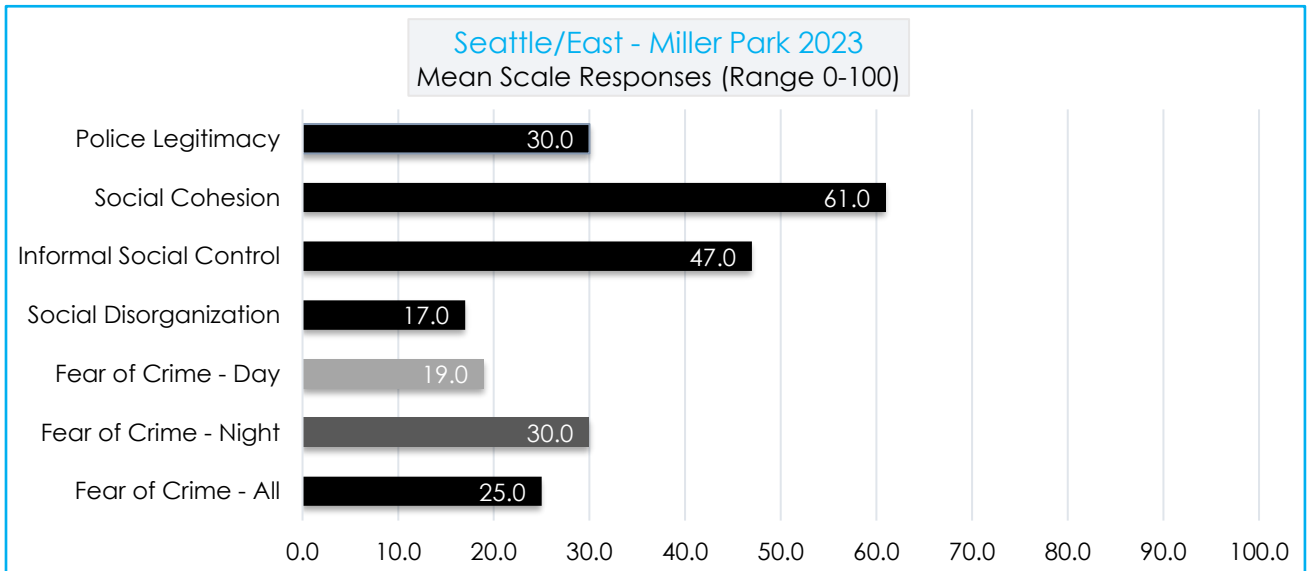 Seattle/East - Miller Park 2023
Mean Scale Responses (Range 0-100)
Police Legitimacy 30.0
Social Cohesion 61.0
Informal Social Control 47.0
Social Disorganization 17.0
Fear of Crime - Day 19.0
Fear of Crime - Night 30.0
Fear of Crime - All 25.0
0.0 10.0 20.0 30.0 40.0 50.0 60.0 70.0 80.0 90.0 100.0